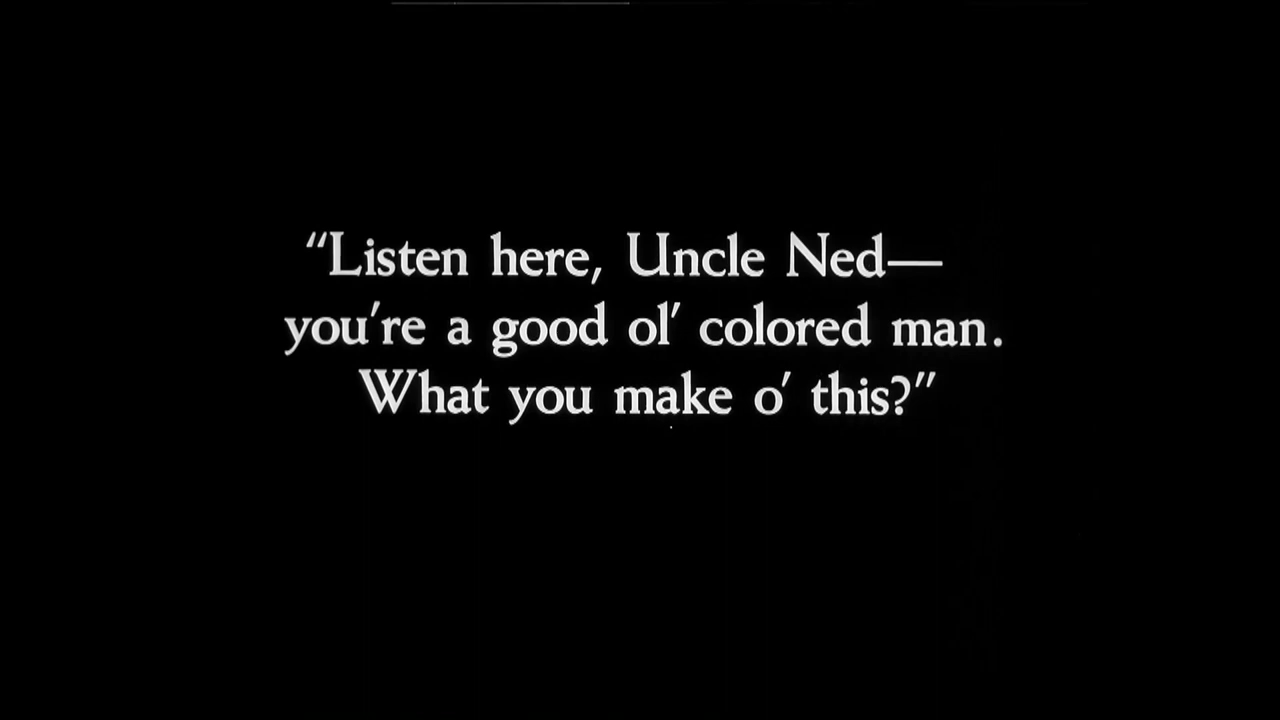 “Listen here, Uncle Ned—
you're a good ol' colored man.
What you make o' this?”